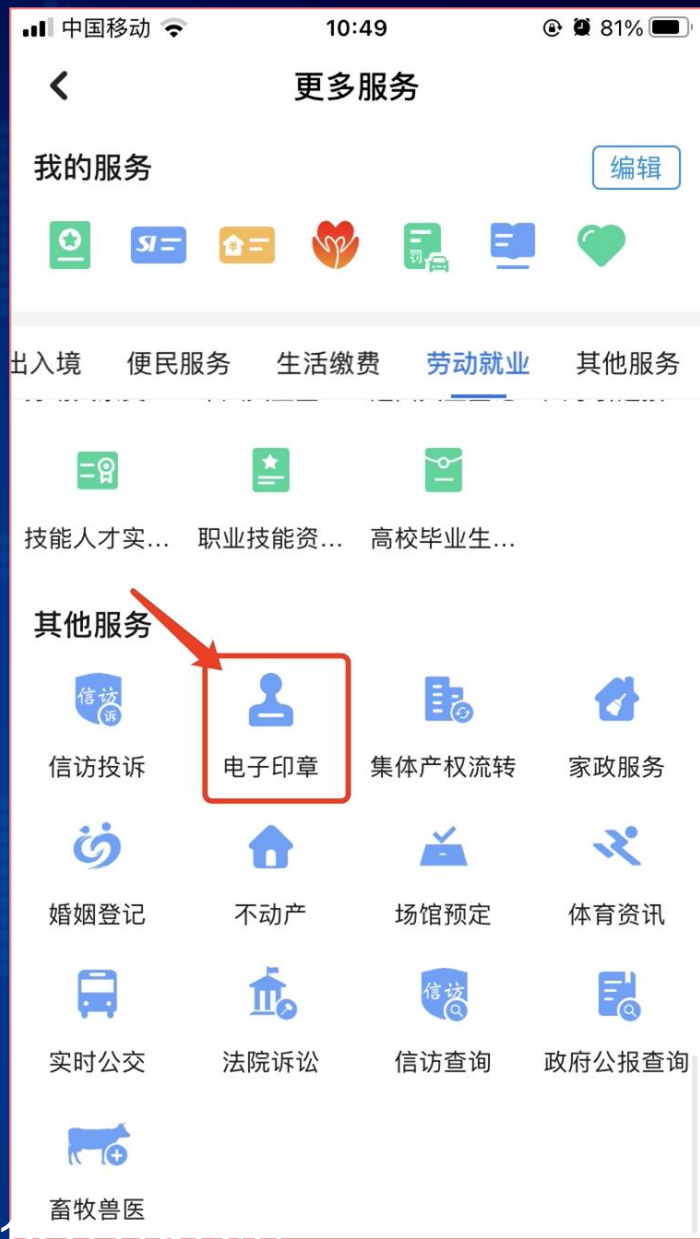 中国移动 10:49 81%
更多服务
我的服务 编辑
SI
¥
罚
出入境 便民服务 生活缴费 劳动就业 其他服务
技能人才实... 职业技能资... 高校毕业生...
其他服务
信访
诉
信访投诉 电子印章 集体产权流转 家政服务
婚姻登记 不动产 场馆预定 体育资讯
信访
实时公交 法院诉讼 信访查询 政府公报查询
畜牧兽医